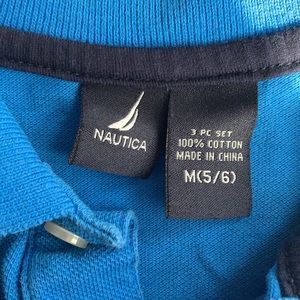 NAUTICA
3 PC SET
100% COTTON
MADE IN CHINA
M(5/6)